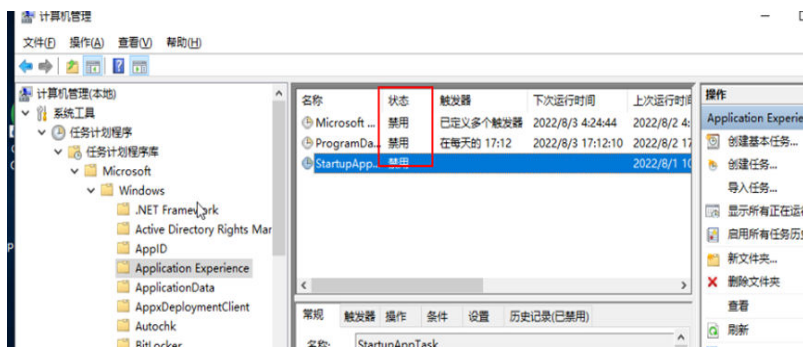 计算机管理
文件(F) 操作(A) 查看(V) 帮助(H)
计算机管理(本地)
系统工具
任务计划程序
任务计划程序库
Microsoft
Windows
.NET Framework
Active Directory Rights Mar
AppID
Application Experience
ApplicationData
AppxDeploymentClient
Autochk
BitLocker
名称 状态 触发器 下次运行时间 上次运行时间
Microsoft ... 禁用 已定义多个触发器 2022/8/3 4:24:44 2022/8/2 4:
ProgramDa... 禁用 在每天的 17:12 2022/8/3 17:12:10 2022/8/2 17
StartupApp... 禁用 2022/8/1 10
常规 触发器 操作 条件 设置 历史记录(已禁用)
名称: StartupAppTask
操作
Application Experie
创建基本任务...
创建任务...
导入任务...
显示所有正在运
启用所有任务历
新文件夹...
删除文件夹
查看
刷新